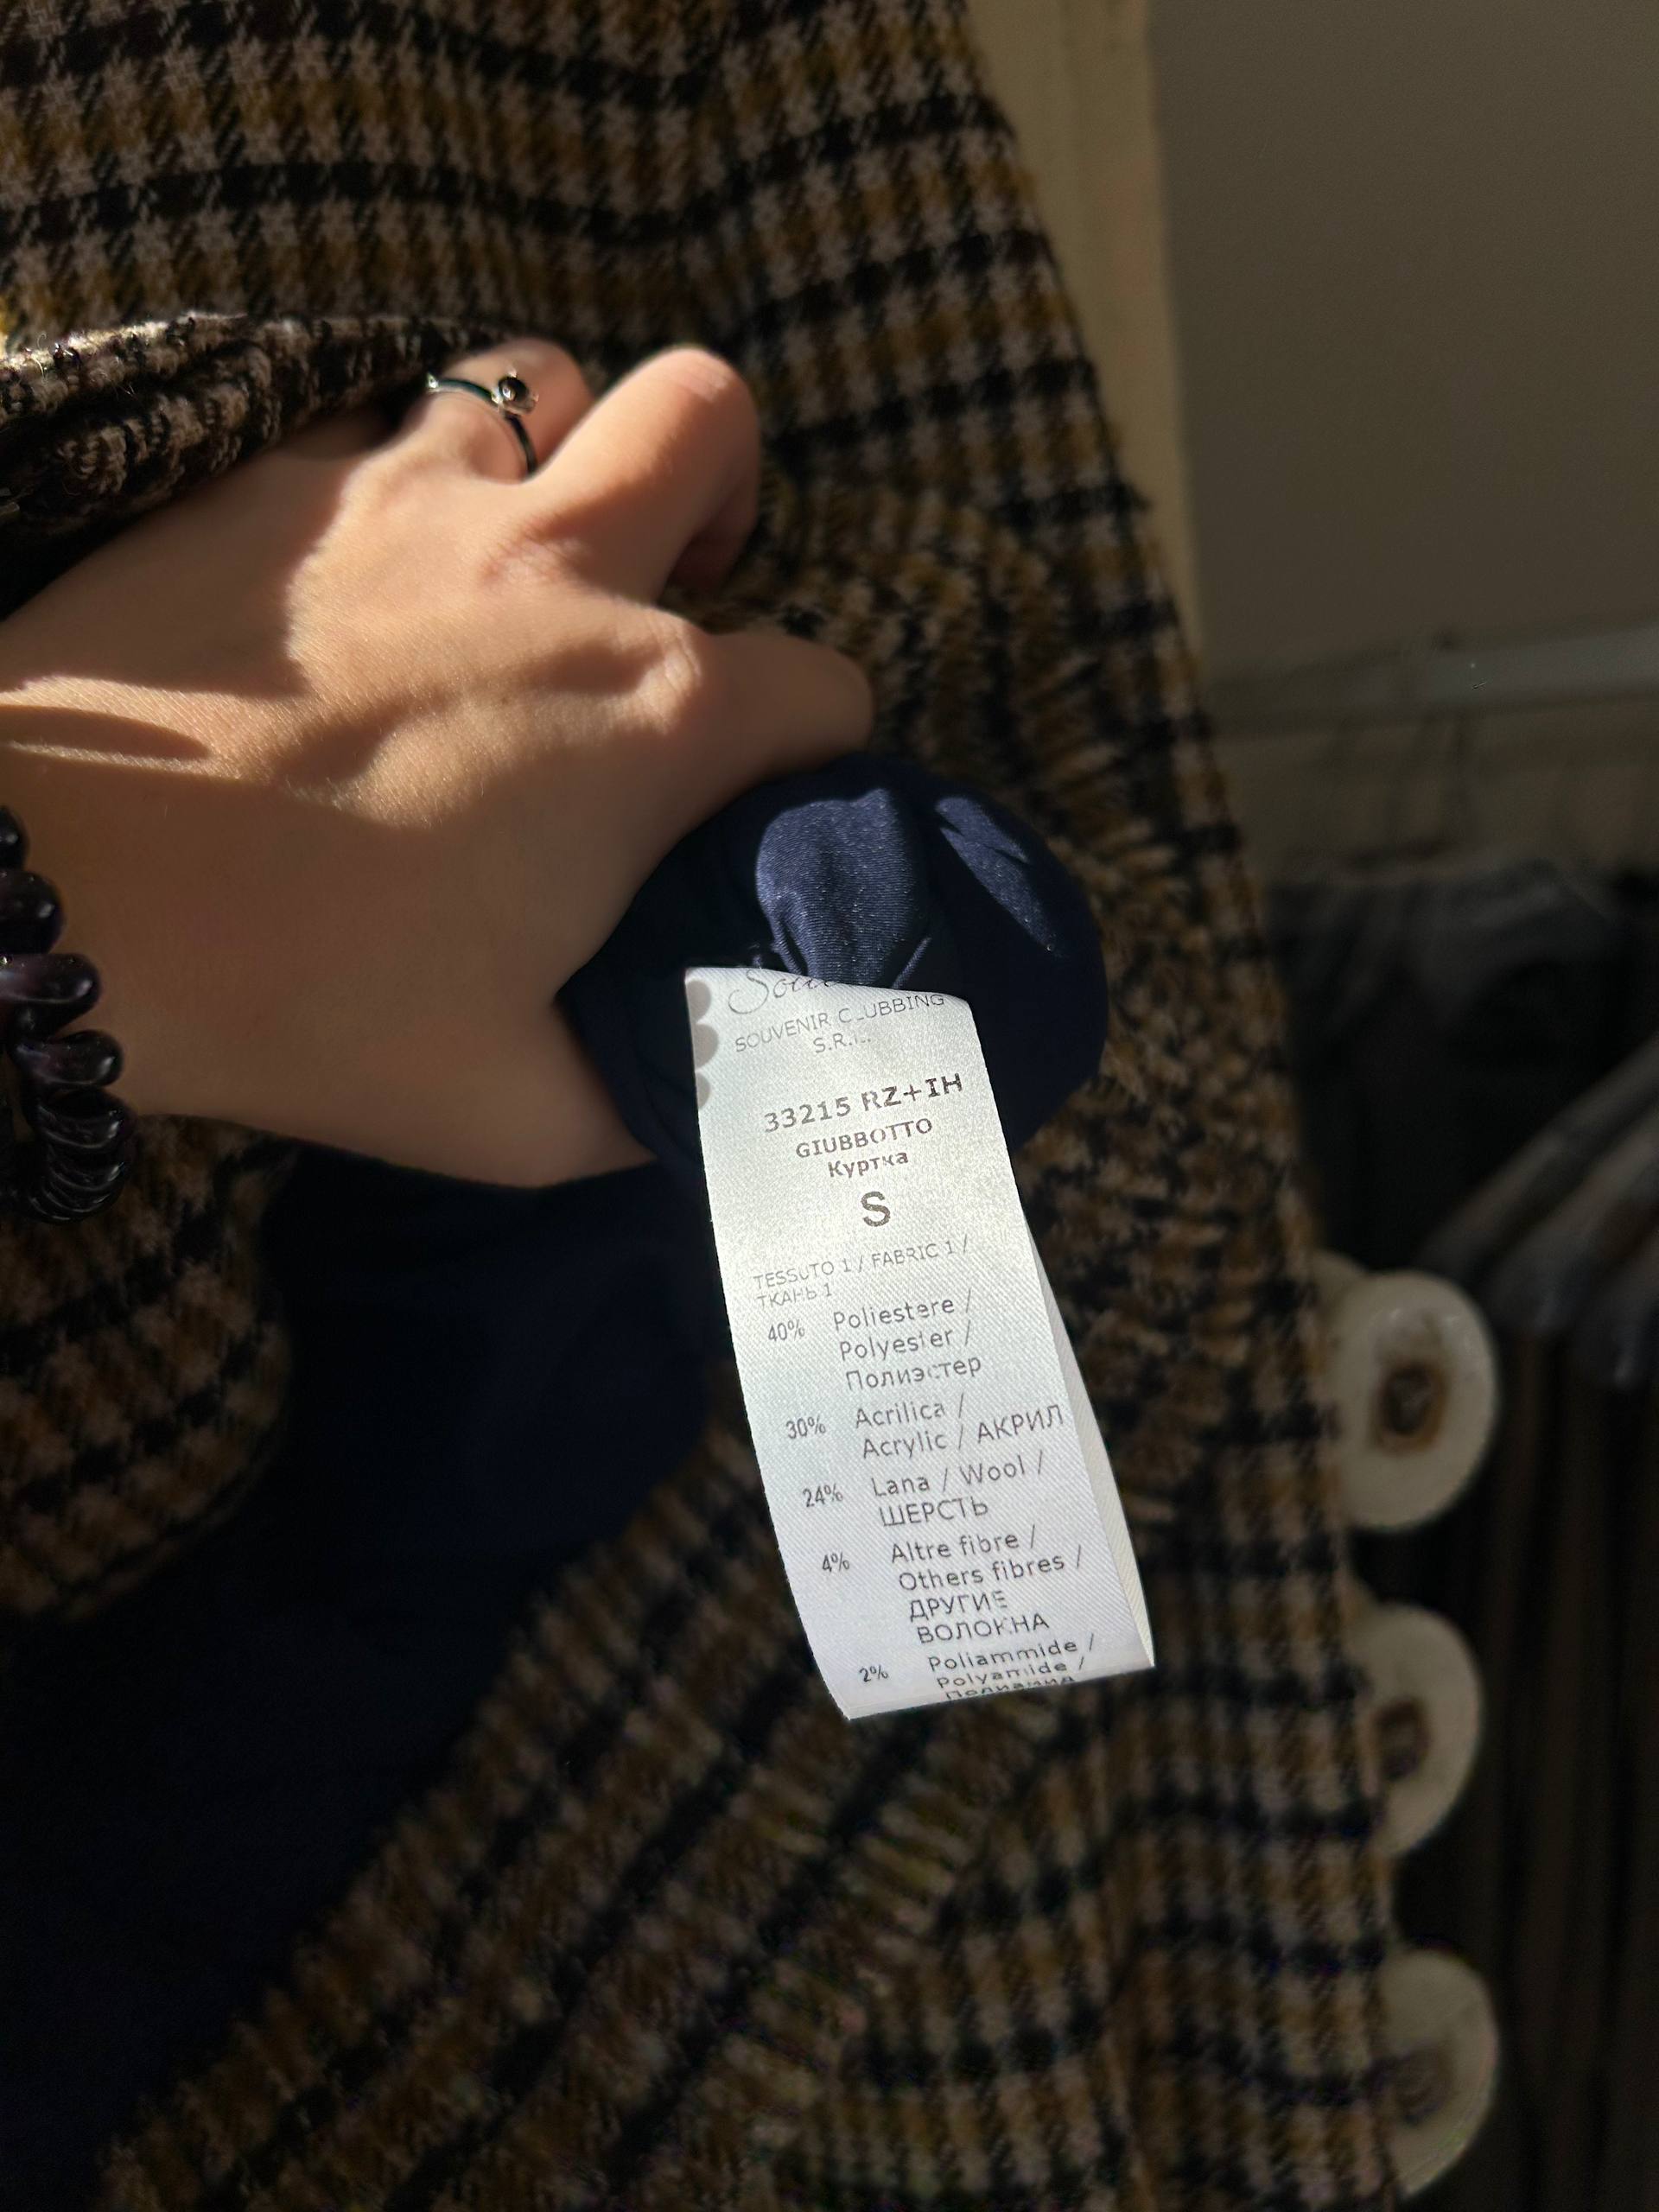 SOUVENIR CLUBBING
S.R.L.
33215 RZ+IH
GIUBBOTTO
Куртка
S
TESSUTO 1 / FABRIC 1 /
ТКАНЬ 1
40% Poliestere /
Polyester /
Полиэстер
30% Acrilica /
Acrylic / АКРИЛ
24% Lana / Wool /
ШЕРСТЬ
4% Altre fibre /
Others fibres /
ДРУГИЕ
ВОЛОКНА
2% Poliammide /
Polyamide /
Полиамид